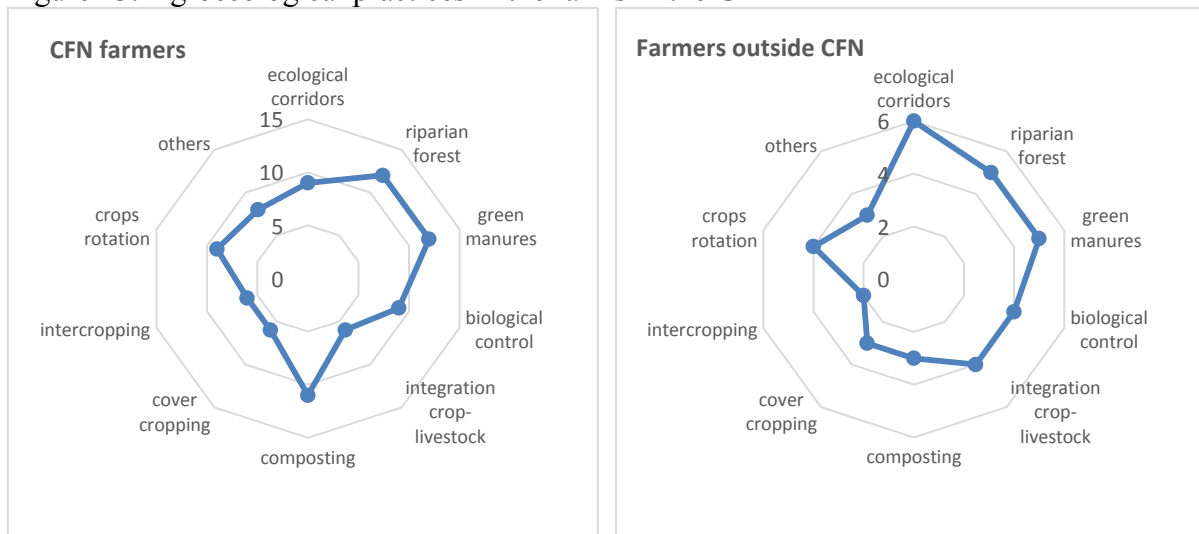 CFN farmers
ecological
corridors
15
10
5
0
riparian
forest
green
manures
biological
control
integration
crop-
livestock
composting
cover
cropping
intercropping
crops
rotation
others
Farmers outside CFN
ecological
corridors
6
4
2
0
riparian
forest
green
manures
biological
control
integration
crop-
livestock
composting
cover
cropping
intercropping
crops
rotation
others